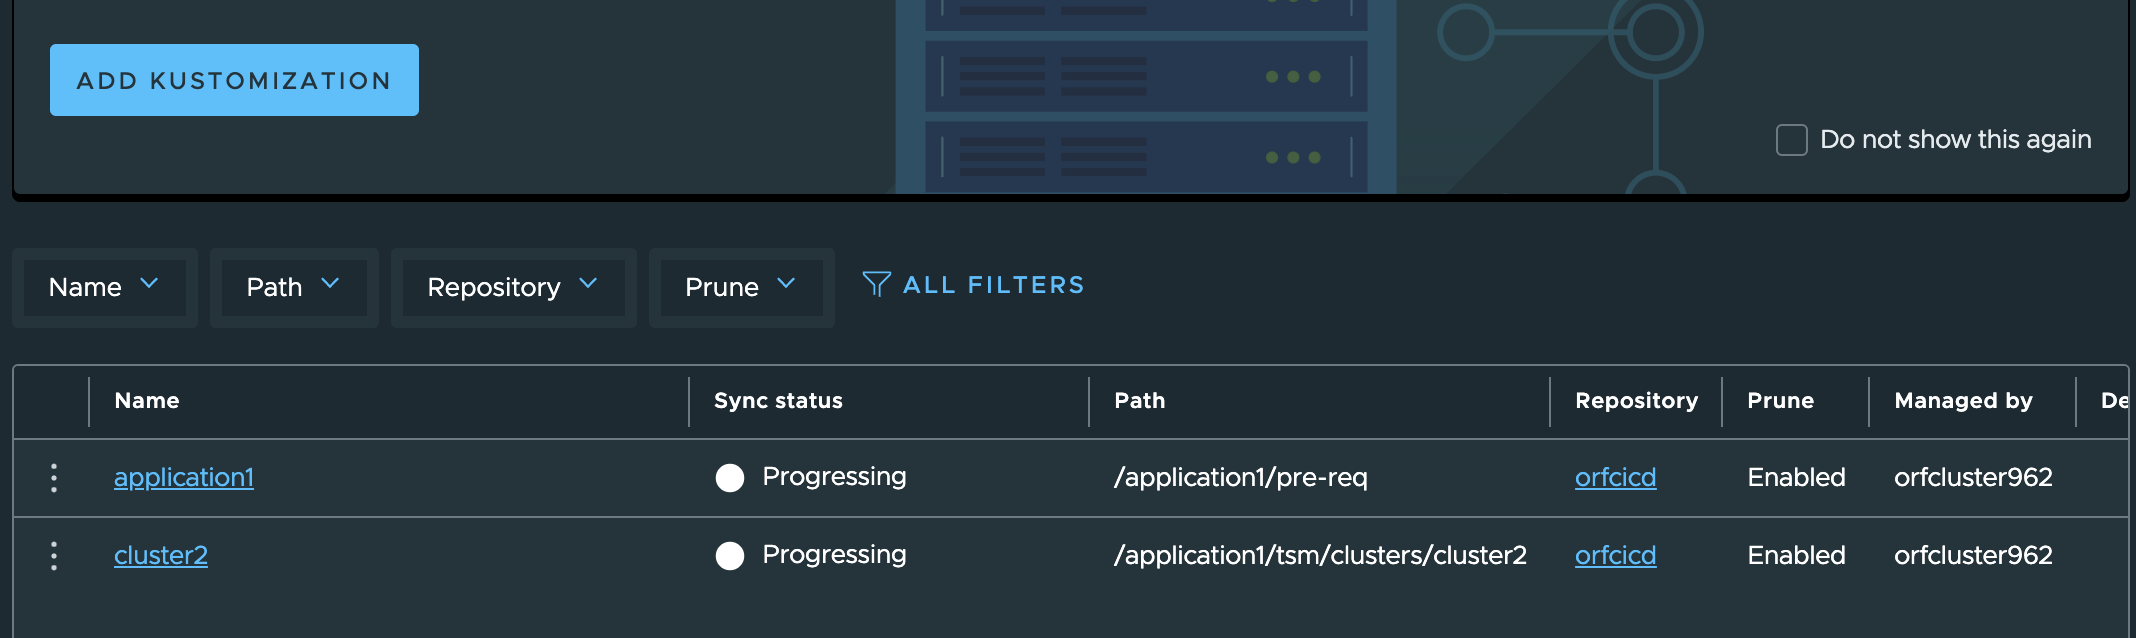 ADD KUSTOMIZATION
Do not show this again
Name Path Repository Prune ALL FILTERS
Name Sync status Path Repository Prune Managed by De
application1 Progressing /application1/pre-req orfcicd Enabled orfcluster962
cluster2 Progressing /application1/tsm/clusters/cluster2 orfcicd Enabled orfcluster962